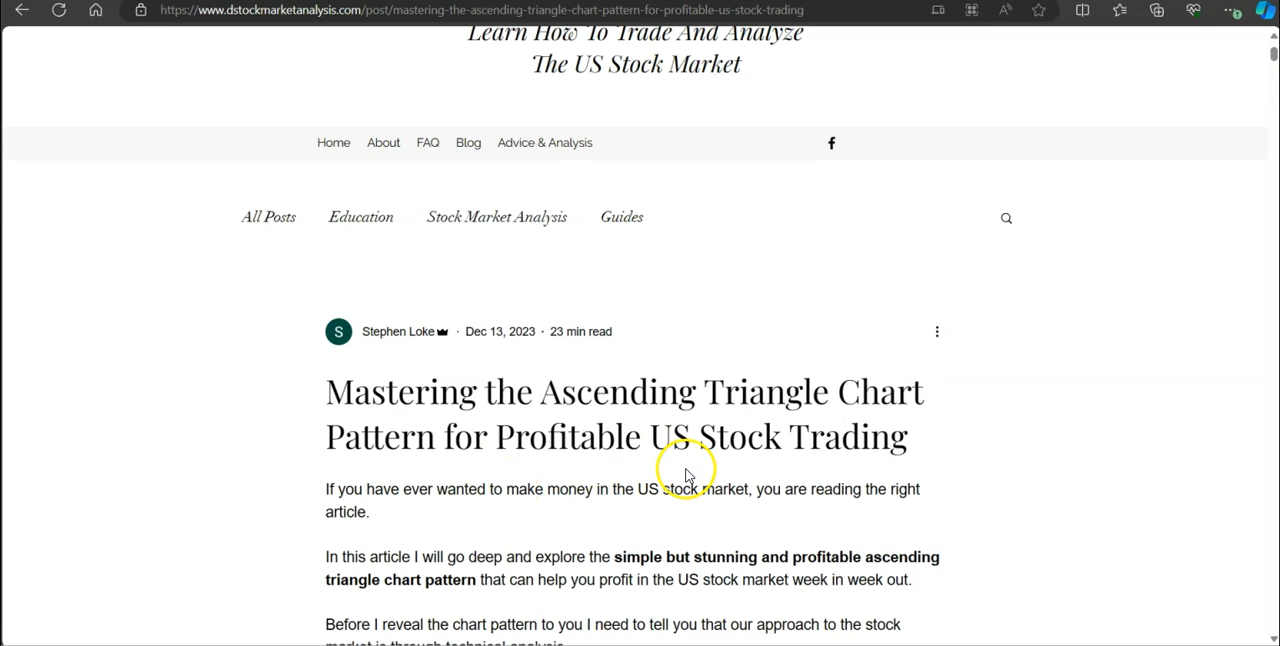 https://www.dstockmarketanalysis.com/post/mastering-the-ascending-triangle-chart-pattern-for-profitable-us-stock-trading
Learn How To Trade And Analyze
The US Stock Market
Home About FAQ Blog Advice & Analysis
All Posts Education Stock Market Analysis Guides
S Stephen Loke · Dec 13, 2023 · 23 min read
Mastering the Ascending Triangle Chart
Pattern for Profitable US Stock Trading
If you have ever wanted to make money in the US stock market, you are reading the right
article.
In this article I will go deep and explore the simple but stunning and profitable ascending
triangle chart pattern that can help you profit in the US stock market week in week out.
Before I reveal the chart pattern to you I need to tell you that our approach to the stock
market is through technical analysis.